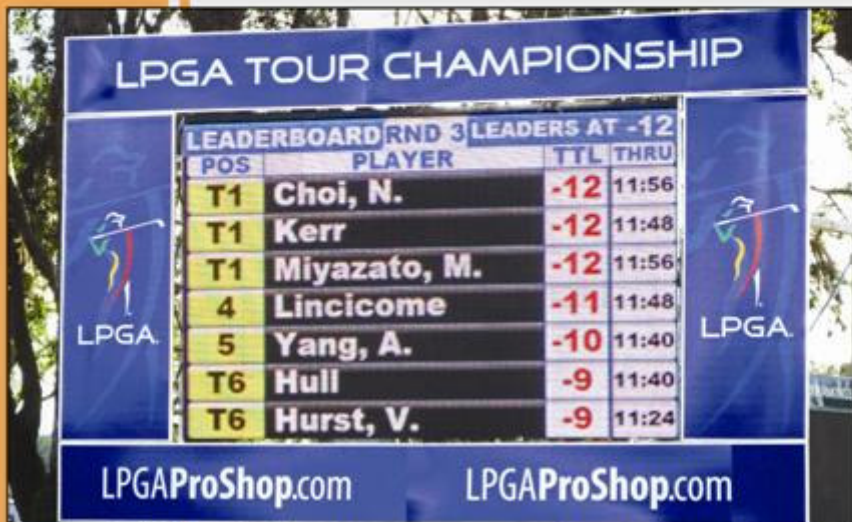 LPGA TOUR CHAMPIONSHIP
LEADERBOARD RND 3 LEADERS AT -12
POS PLAYER TTL THRU
T1 Choi, N. -12 11:56
T1 Kerr -12 11:48
T1 Miyazato, M. -12 11:56
4 Lincicome -11 11:48
5 Yang, A. -10 11:40
T6 Hull -9 11:40
T6 Hurst, V. -9 11:24
LPGA.
LPGA.
LPGAProShop.com LPGAProShop.com